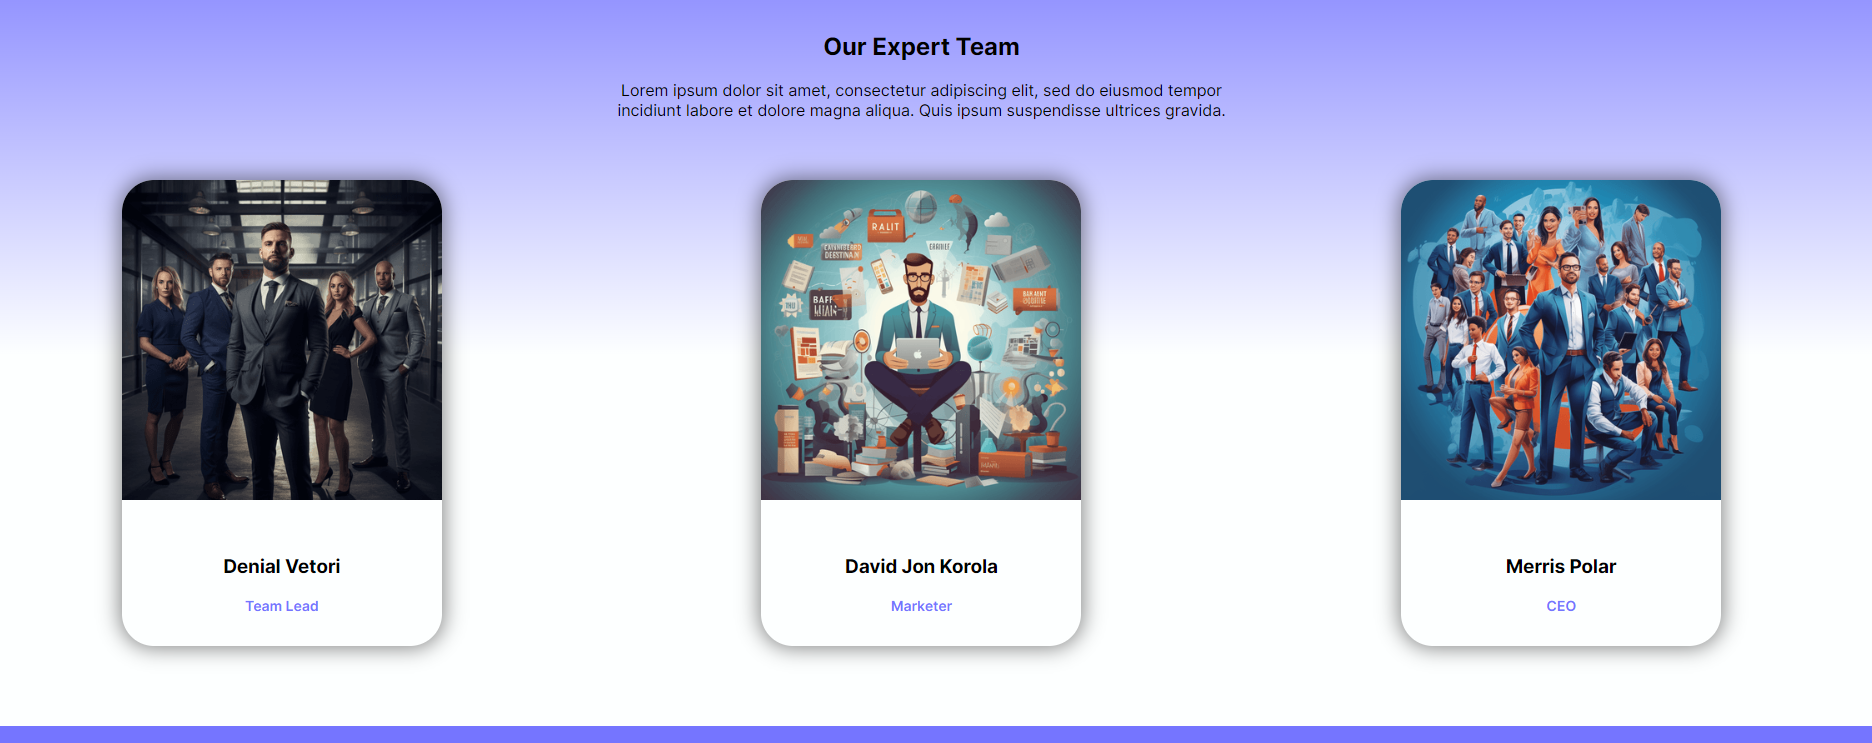 Our Expert Team
Lorem ipsum dolor sit amet, consectetur adipiscing elit, sed do eiusmod tempor
incidiunt labore et dolore magna aliqua. Quis ipsum suspendisse ultrices gravida.
RALIT
Denial Vetori
Team Lead
David Jon Korola
Marketer
Merris Polar
CEO